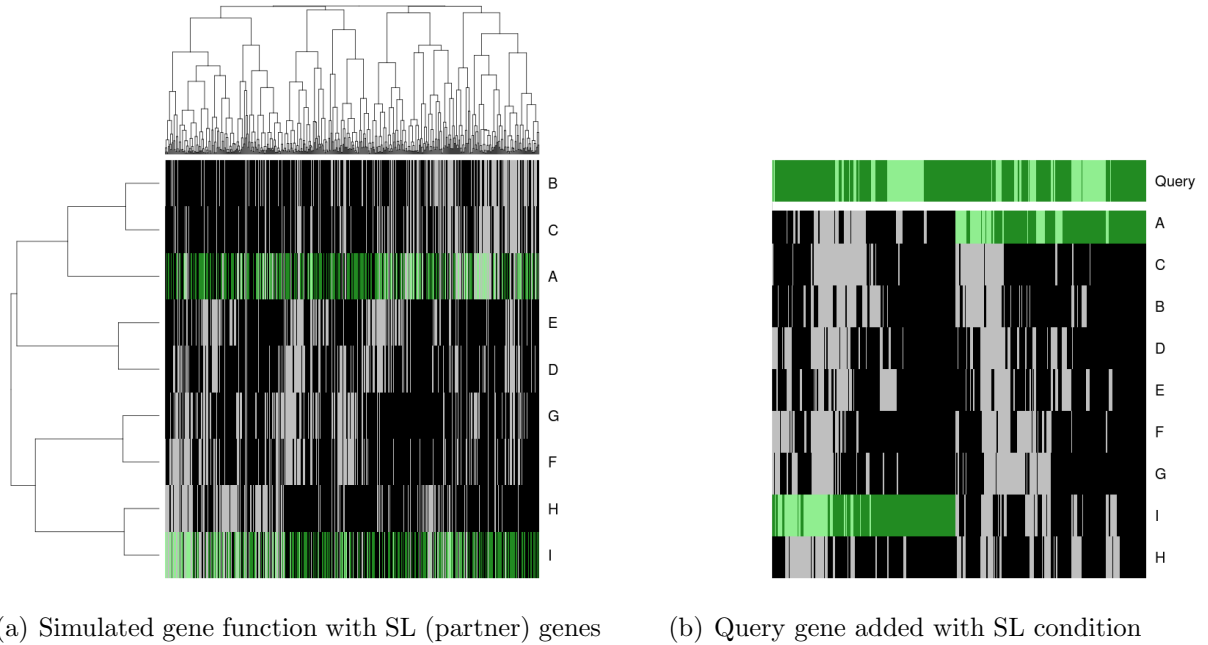 B
C
A
E
D
G
F
H
I
Query
A
C
B
D
E
F
G
I
H
a) Simulated gene function with SL (partner) genes
(b) Query gene added with SL condition